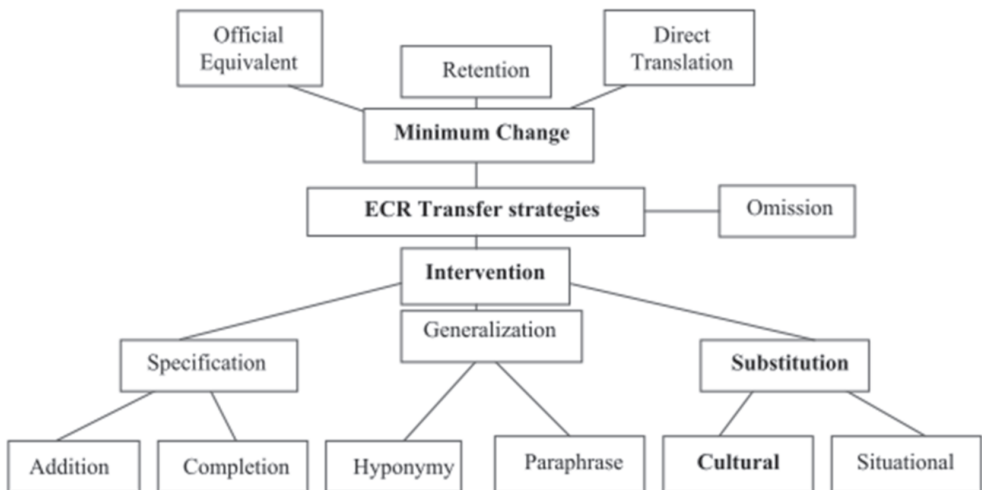 Official
Equivalent
Retention
Direct
Translation
Minimum Change
ECR Transfer strategies
Omission
Intervention
Generalization
Specification
Substitution
Addition
Completion
Hyponymy
Paraphrase
Cultural
Situational